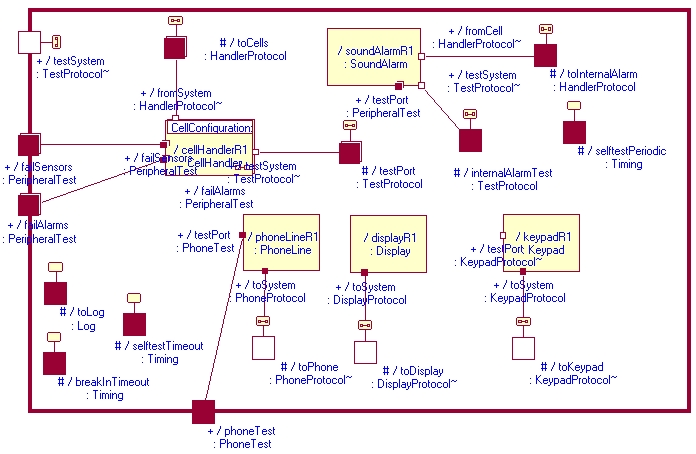 # / toCells
: HandlerProtocol
+ / testSystem
: TestProtocol~
/ soundAlarmR1
: SoundAlarm
+ / fromCell
: HandlerProtocol~
# / toInternalAlarm
: HandlerProtocol
+ / testSystem
: TestProtocol~
+ / testPort
: PeripheralTest
+ / fromSystem
: HandlerProtocol~
CellConfiguration:
/ cellHandlerR1
: CellHandler
+ / failSensors
: PeripheralTest
+ / failSensors
: PeripheralTest
+ / testSystem
: TestProtocol~
# / testPort
: TestProtocol
# / internalAlarmTest
: TestProtocol
# / selftestPeriodic
: Timing
+ / failAlarms
: PeripheralTest
+ / failAlarms
: PeripheralTest
+ / testPort
: PhoneTest
/ phoneLineR1
: PhoneLine
/ displayR1
: Display
/ keypadR1
: Keypad
+ / testPort
: KeypadProtocol~
+ / toSystem
: PhoneProtocol
+ / toSystem
: DisplayProtocol
+ / toSystem
: KeypadProtocol
# / toLog
: Log
# / selftestTimeout
: Timing
# / breakInTimeout
: Timing
# / toPhone
: PhoneProtocol~
# / toDisplay
: DisplayProtocol~
# / toKeypad
: KeypadProtocol~
+ / phoneTest
: PhoneTest